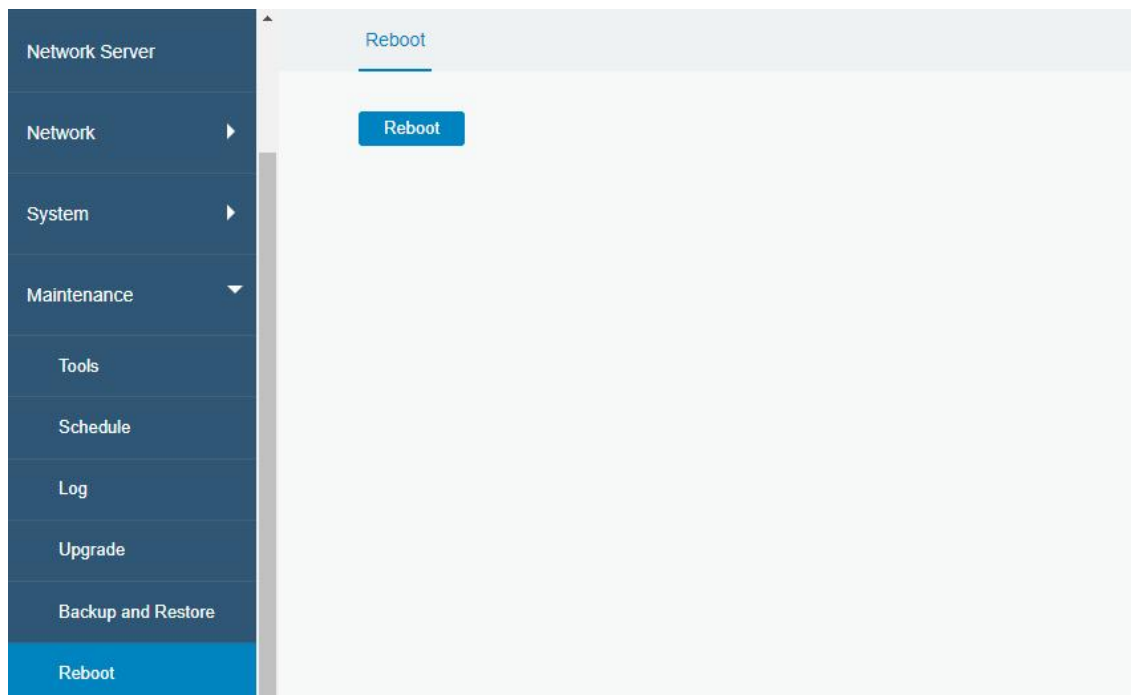 Network Server
Network
System
Maintenance
Tools
Schedule
Log
Upgrade
Backup and Restore
Reboot
Reboot
Reboot